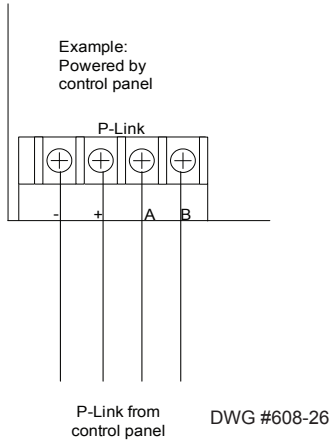 Example:
Powered by
control panel
P-Link
- + A B
P-Link from
control panel
DWG #608-26